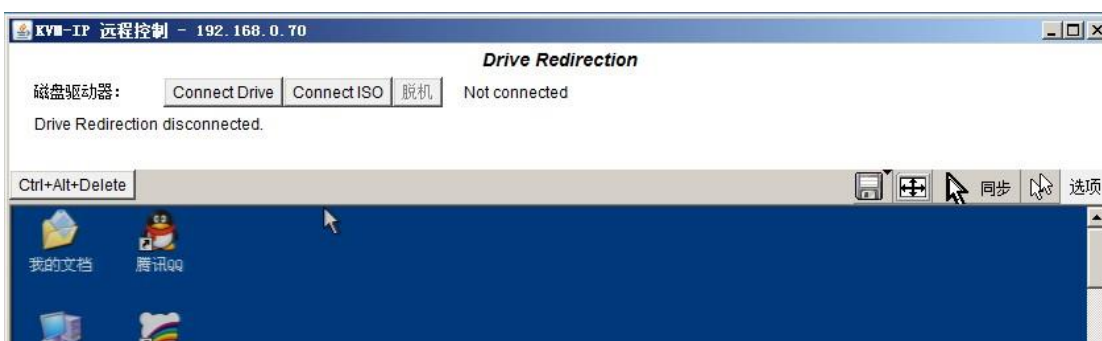 KVM-IP 远程控制 - 192.168.0.70
Drive Redirection
磁盘驱动器: Connect Drive Connect ISO 脱机 Not connected
Drive Redirection disconnected.
Ctrl+Alt+Delete 同步 选项
我的文档 腾讯QQ